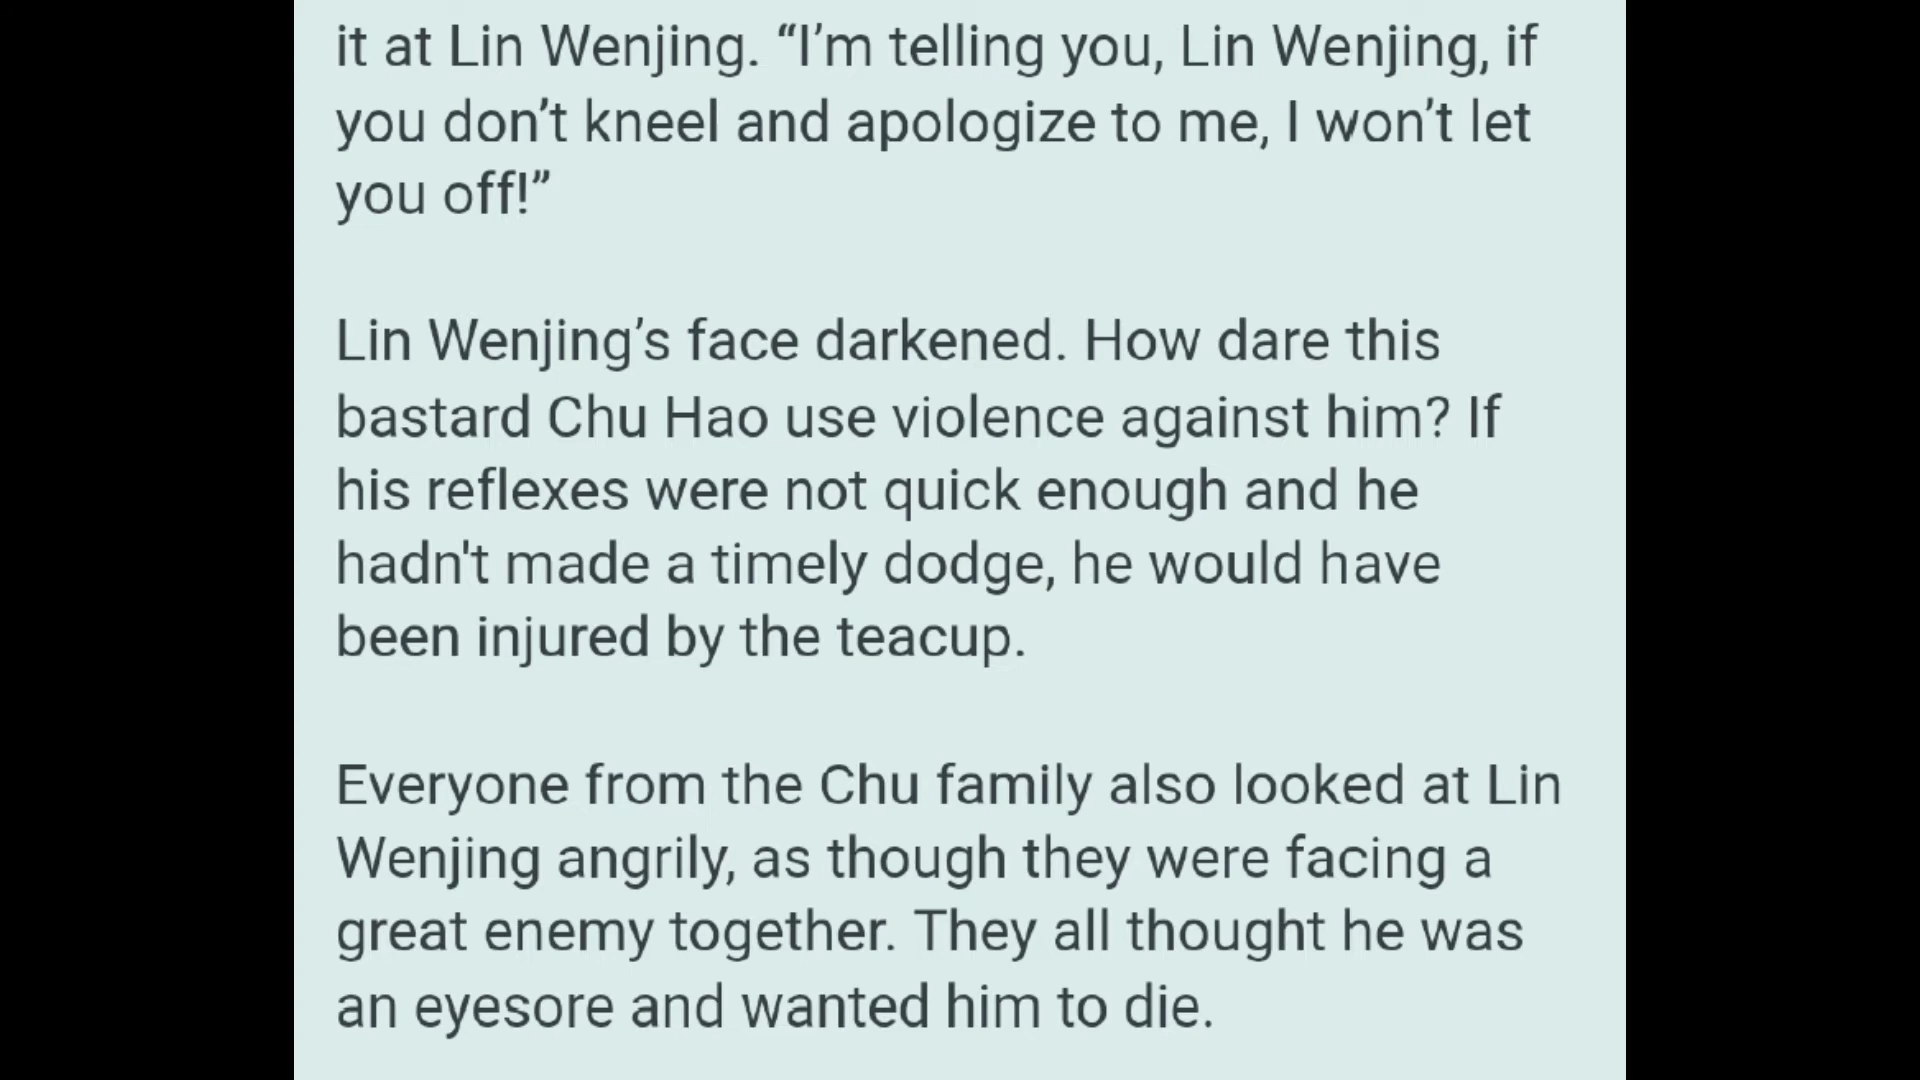 it at Lin Wenjing. “I’m telling you, Lin Wenjing, if
you don’t kneel and apologize to me, I won’t let
you off!”
Lin Wenjing’s face darkened. How dare this
bastard Chu Hao use violence against him? If
his reflexes were not quick enough and he
hadn't made a timely dodge, he would have
been injured by the teacup.
Everyone from the Chu family also looked at Lin
Wenjing angrily, as though they were facing a
great enemy together. They all thought he was
an eyesore and wanted him to die.